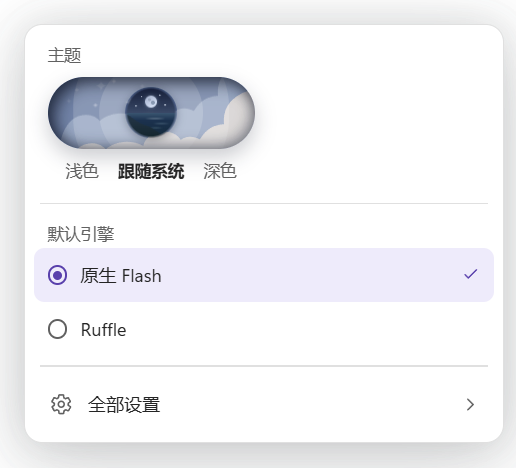 主题
浅色 跟随系统 深色
默认引擎
原生 Flash
Ruffle
全部设置